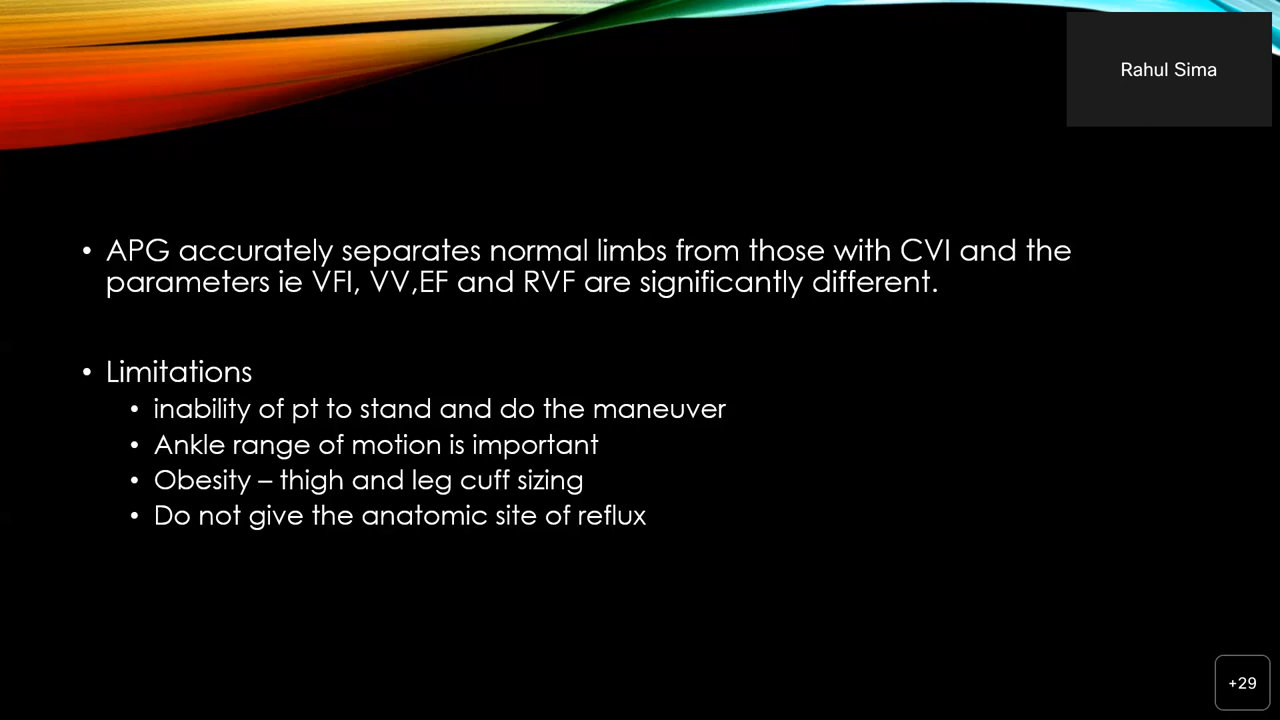 Rahul Sima
• APG accurately separates normal limbs from those with CVI and the
parameters ie VFI, VV,EF and RVF are significantly different.
• Limitations
• inability of pt to stand and do the maneuver
• Ankle range of motion is important
• Obesity – thigh and leg cuff sizing
• Do not give the anatomic site of reflux
+29